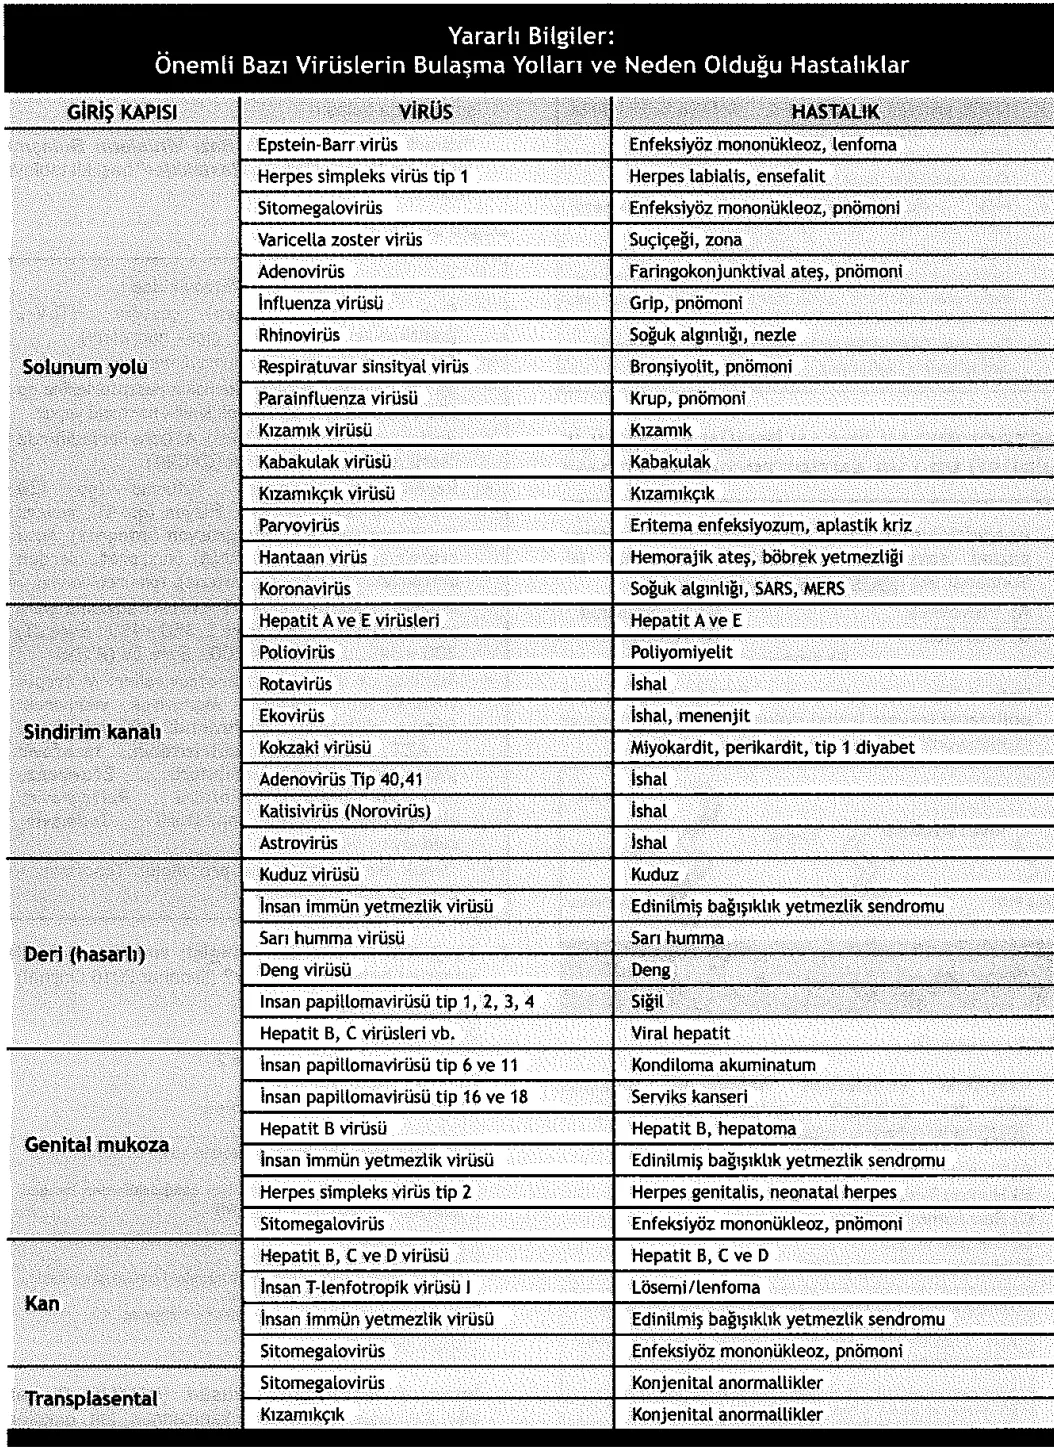 Yararlı Bilgiler:
Önemli Bazı Virüslerin Bulaşma Yolları ve Neden Olduğu Hastalıklar
GİRİŞ KAPISI VİRÜS HASTALIK
Solunum yolu
Epstein-Barr virüs Enfeksiyöz mononükleoz, lenfoma
Herpes simpleks virüs tip 1 Herpes labialis, ensefalit
Sitomegalovirüs Enfeksiyöz mononükleoz, pnömoni
Varicella zoster virüs Suçiçeği, zona
Adenovirüs Faringokonjunktival ateş, pnömoni
İnfluenza virüsü Grip, pnömoni
Rhinovirüs Soğuk algınlığı, nezle
Respiratuvar sinsityal virüs Bronşiyolit, pnömoni
Parainfluenza virüsü Krup, pnömoni
Kızamık virüsü Kızamık
Kabakulak virüsü Kabakulak
Kızamıkçık virüsü Kızamıkçık
Parvovirüs Eritema enfeksiyozum, aplastik kriz
Hantaan virüs Hemorajik ateş, böbrek yetmezliği
Koronavirüs Soğuk algınlığı, SARS, MERS
Sindirim kanalı
Hepatit A ve E virüsleri Hepatit A ve E
Poliovirüs Poliyomiyelit
Rotavirüs İshal
Ekovirüs İshal, menenjit
Kokzaki virüsü Miyokardit, perikardit, tip 1 diyabet
Adenovirüs Tip 40,41 İshal
Kalisivirüs (Norovirüs) İshal
Astrovirüs İshal
Deri (hasarlı)
Kuduz virüsü Kuduz
İnsan immün yetmezlik virüsü Edinilmiş bağışıklık yetmezlik sendromu
Sarı humma virüsü Sarı humma
Deng virüsü Deng
Insan papillomavirüsü tip 1, 2, 3, 4 Siğil
Hepatit B, C virüsleri vb. Viral hepatit
Genital mukoza
İnsan papillomavirüsü tip 6 ve 11 Kondiloma akuminatum
İnsan papillomavirüsü tip 16 ve 18 Serviks kanseri
Hepatit B virüsü Hepatit B, hepatoma
İnsan immün yetmezlik virüsü Edinilmiş bağışıklık yetmezlik sendromu
Herpes simpleks virüs tip 2 Herpes genitalis, neonatal herpes
Sitomegalovirüs Enfeksiyöz mononükleoz, pnömoni
Kan
Hepatit B, C ve D virüsü Hepatit B, C ve D
İnsan T-lenfotropik virüsü I Lösemi/lenfoma
İnsan immün yetmezlik virüsü Edinilmiş bağışıklık yetmezlik sendromu
Sitomegalovirüs Enfeksiyöz mononükleoz, pnömoni
Transplasental
Sitomegalovirüs Konjenital anormallikler
Kızamıkçık Konjenital anormallikler